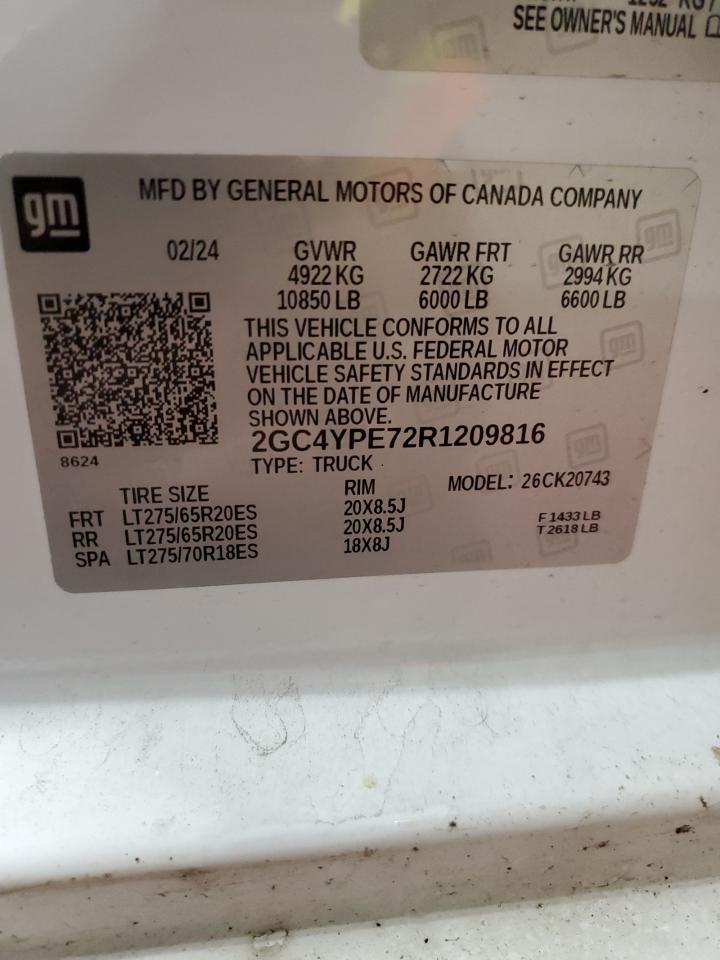 SEE OWNER'S MANUAL
gm
MFD BY GENERAL MOTORS OF CANADA COMPANY
02/24 GVWR GAWR FRT GAWR RR
4922 KG 2722 KG 2994 KG
10850 LB 6000 LB 6600 LB
THIS VEHICLE CONFORMS TO ALL
APPLICABLE U.S. FEDERAL MOTOR
VEHICLE SAFETY STANDARDS IN EFFECT
ON THE DATE OF MANUFACTURE
SHOWN ABOVE.
2GC4YPE72R1209816
8624
TYPE: TRUCK
TIRE SIZE RIM MODEL: 26CK20743
FRT LT275/65R20ES 20X8.5J F 1433 LB
RR LT275/65R20ES 20X8.5J T 2618 LB
SPA LT275/70R18ES 18X8J